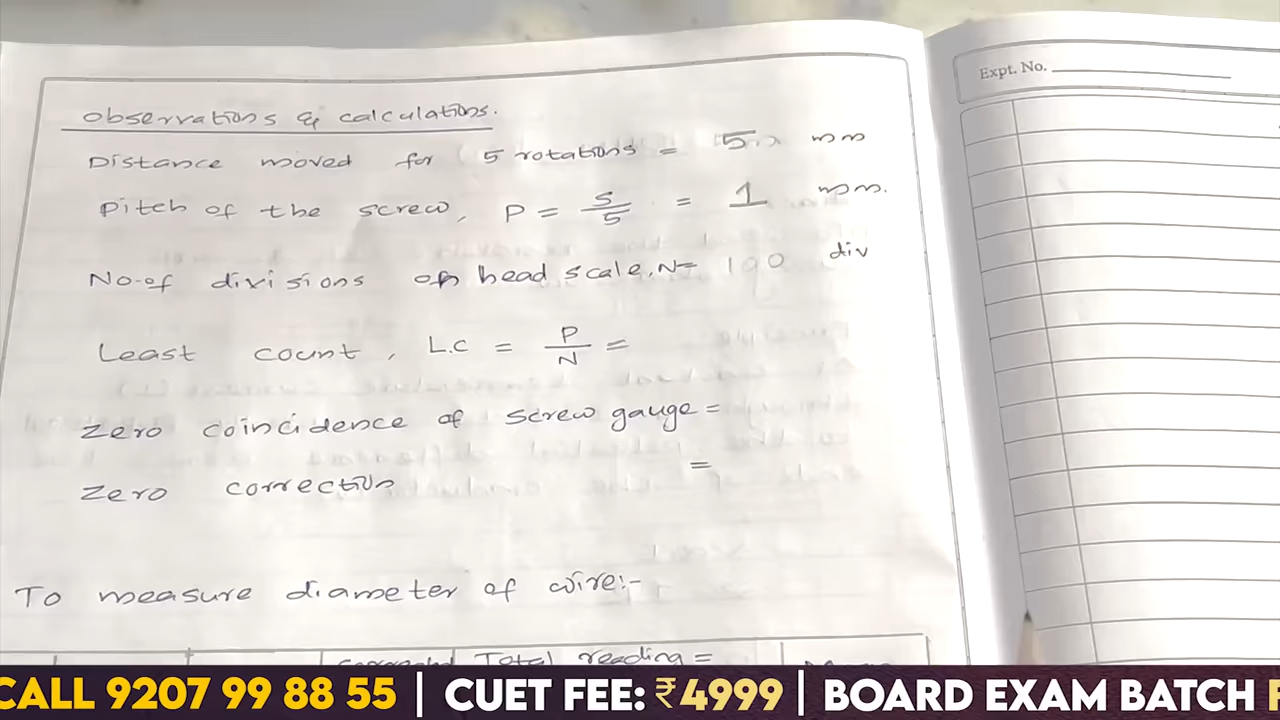 Expt. No.
Observations & calculations.
Distance moved for 5 rotations = 5 mm
Pitch of the screw, P = 5/5 = 1 mm.
No. of divisions on head scale, N = 100 div
Least count, L.C = P/N =
Zero coincidence of screw gauge =
Zero correction =
To measure diameter of wire:-
Total reading =
CALL 9207 99 88 55 | CUET FEE: ₹4999 | BOARD EXAM BATCH